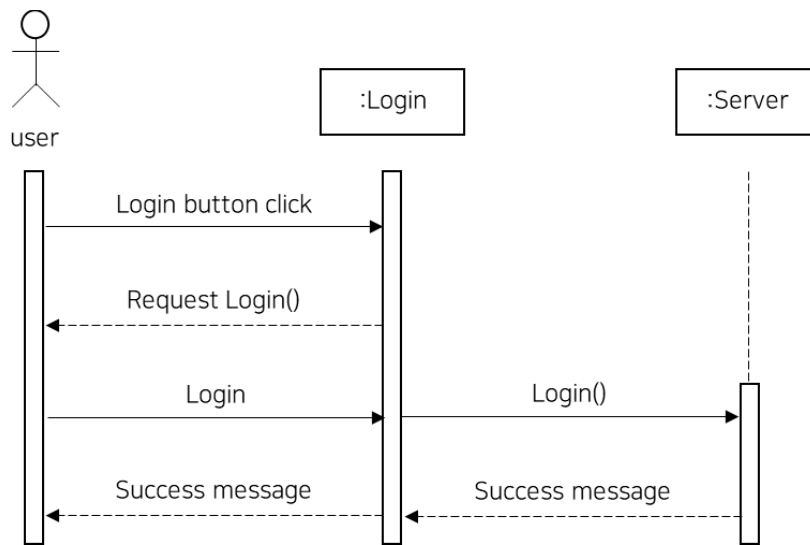 :Login
:Server
user
Login button click
Request Login()
Login
Login()
Success message
Success message